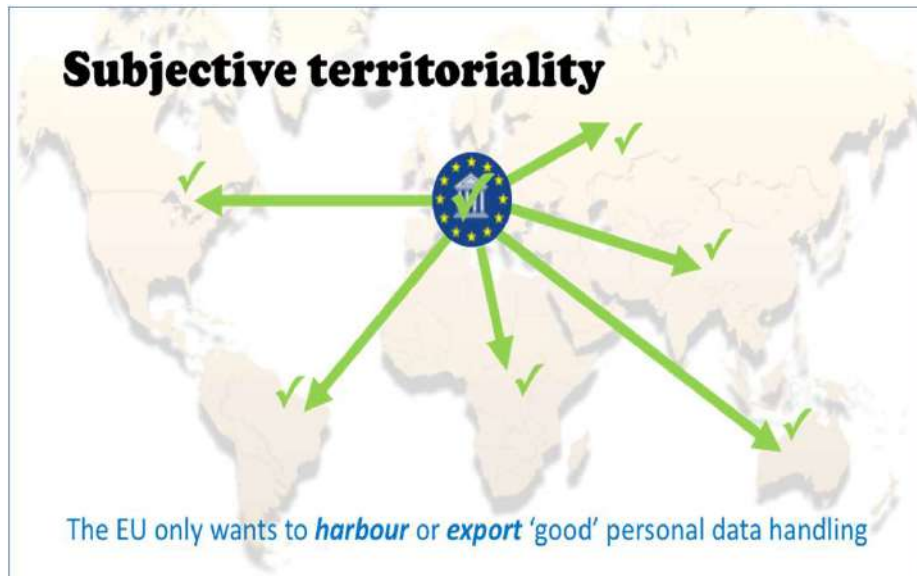 Subjective territoriality
The EU only wants to harbour or export ‘good’ personal data handling